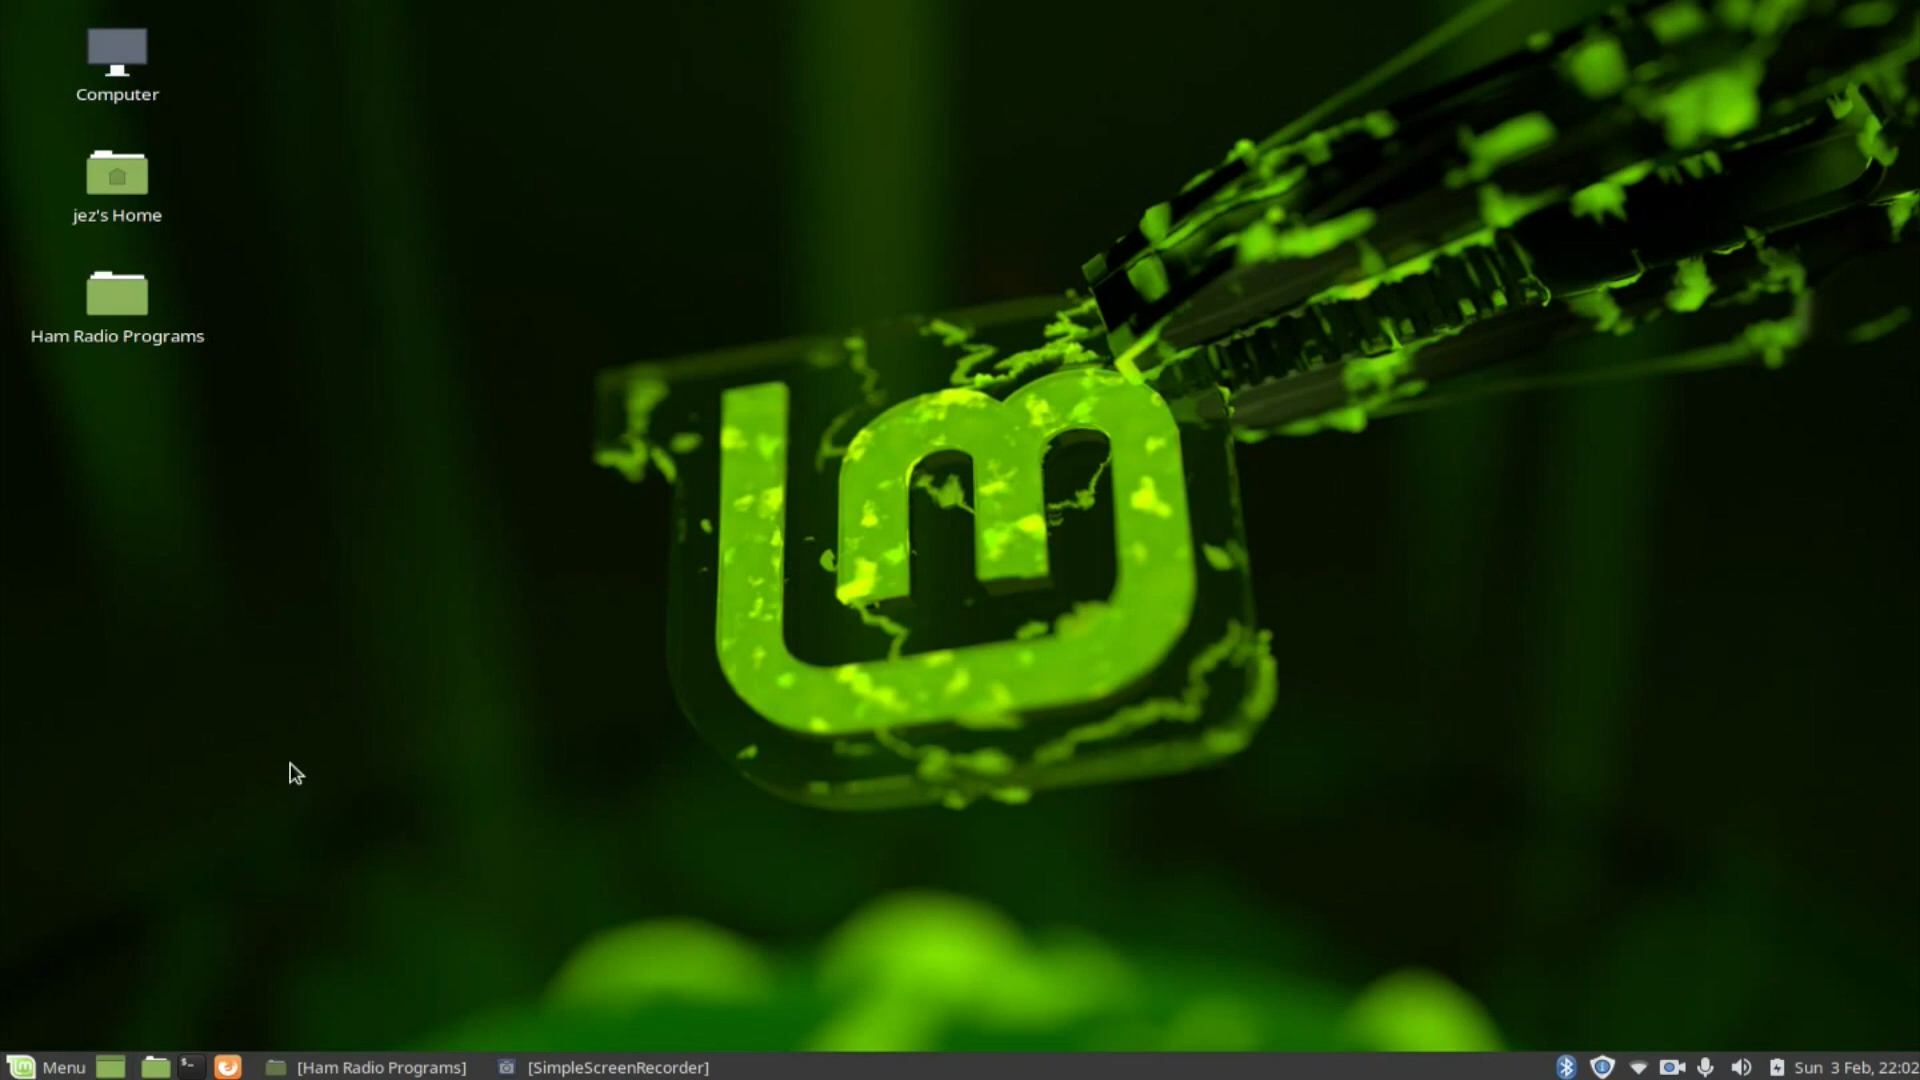 Computer
jez's Home
Ham Radio Programs
Menu
[Ham Radio Programs]
[SimpleScreenRecorder]
Sun 3 Feb, 22:02